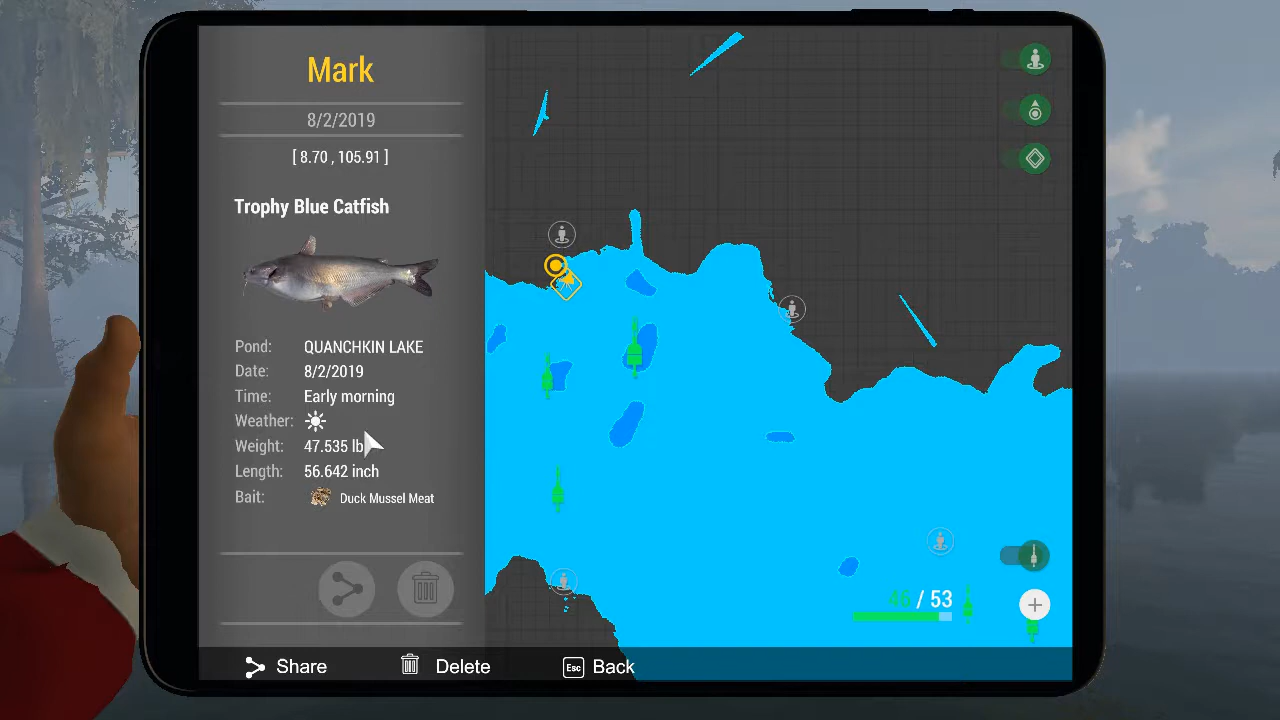 Mark
8/2/2019
[ 8.70 , 105.91 ]
Trophy Blue Catfish
Pond: QUANCHKIN LAKE
Date: 8/2/2019
Time: Early morning
Weather:
Weight: 47.535 lb
Length: 56.642 inch
Bait: Duck Mussel Meat
46 / 53
Share
Delete
Esc Back